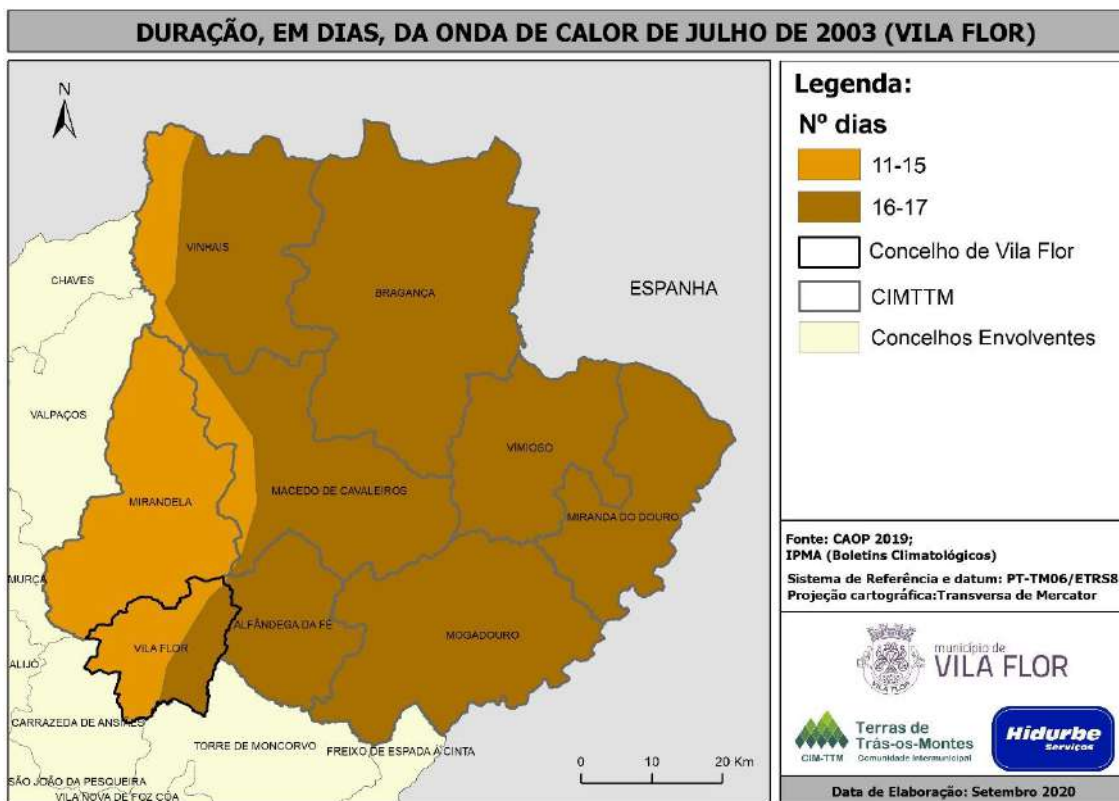 DURAÇÃO, EM DIAS, DA ONDA DE CALOR DE JULHO DE 2003 (VILA FLOR)
N
VINHAIS
CHAVES
BRAGANÇA
ESPANHA
VALPAÇOS
VIMIOSO
MIRANDELA
MACEDO DE CAVALEIROS
MIRANDA DO DOURO
MURÇA
ALFÂNDEGA DA FÉ
MOGADOURO
VILA FLOR
ALIJÓ
CARRAZEDA DE ANSIÃES
TORRE DE MONCORVO
FREIXO DE ESPADA À CINTA
SÃO JOÃO DA PESQUEIRA
VILA NOVA DE FOZ CÔA
0 10 20 Km
Legenda:
Nº dias
11-15
16-17
Concelho de Vila Flor
CIMTTM
Concelhos Envolventes
Fonte: CAOP 2019;
IPMA (Boletins Climatológicos)
Sistema de Referência e datum: PT-TM06/ETRS8
Projeção cartográfica:Transversa de Mercator
VILA FLOR
município de
VILA FLOR
Terras de
Trás-os-Montes
CIM-TTM Comunidade Intermunicipal
Hidurbe
Serviços
Data de Elaboração: Setembro 2020